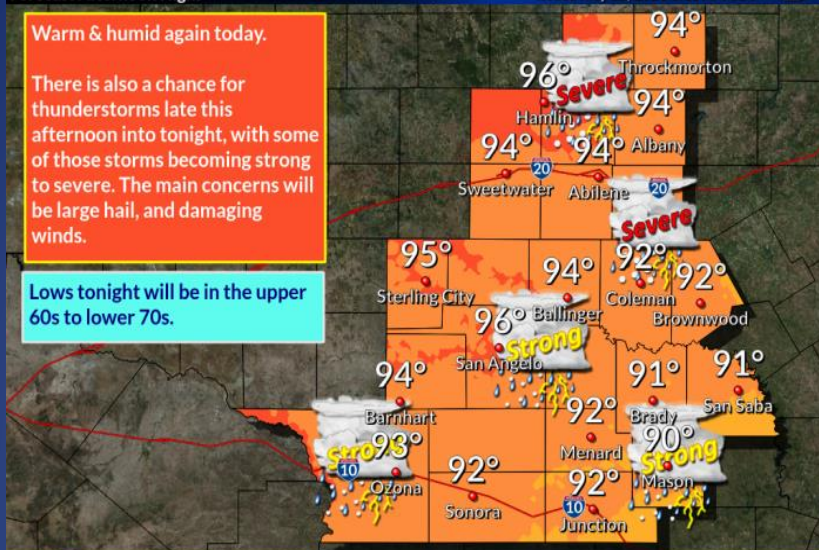 Warm & humid again today.
There is also a chance for
thunderstorms late this
afternoon into tonight, with some
of those storms becoming strong
to severe. The main concerns will
be large hail, and damaging
winds.
Lows tonight will be in the upper
60s to lower 70s.
94°
Throckmorton
96°
Severe
Hamlin
94°
Albany
94°
Sweetwater
20
94°
Abilene
20
Severe
95°
Sterling City
94°
Ballinger
92°
Coleman
92°
Brownwood
96°
San Angelo
Strong
94°
Barnhart
91°
Brady
91°
San Saba
92°
Menard
90°
Strong
Mason
Strong
93°
10
Ozona
92°
Sonora
92°
10
Junction